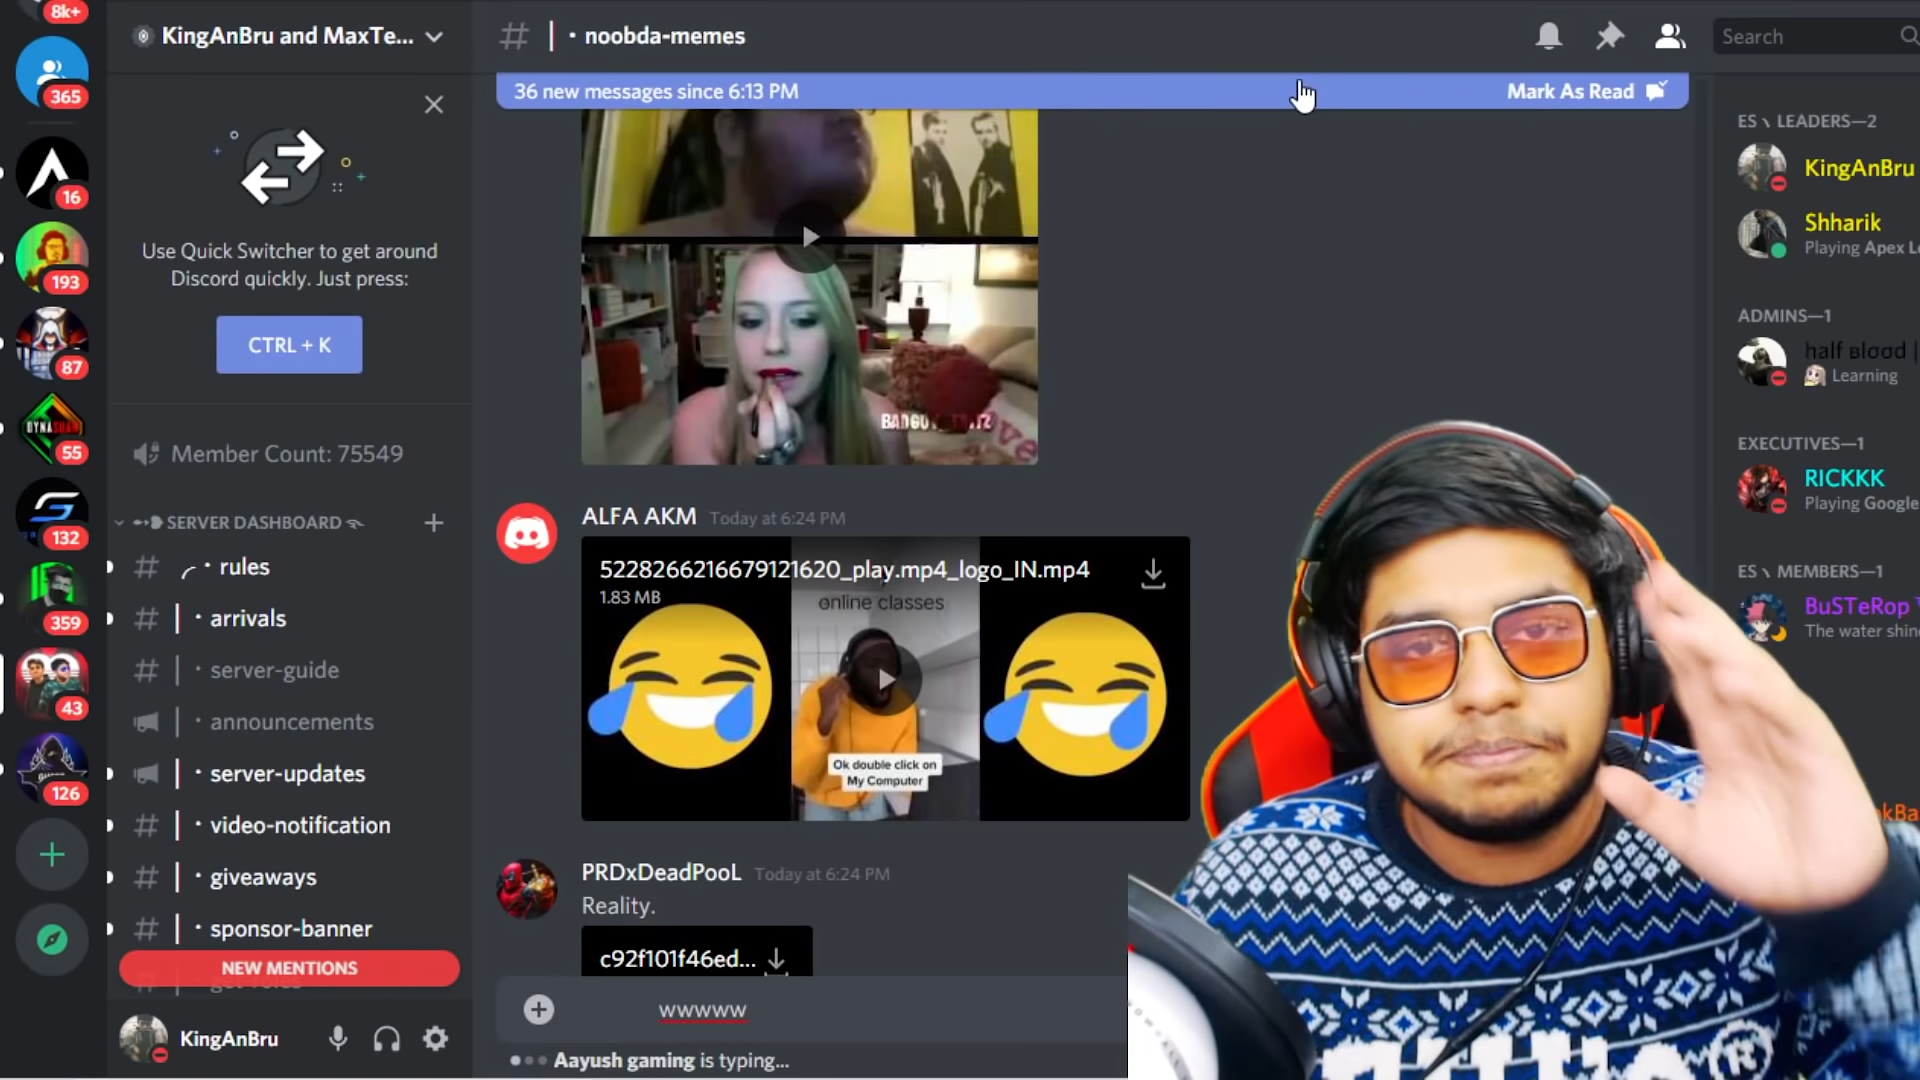 8k+
365
16
193
87
DYNASOAR
55
132
359
43
126
KingAnBru and MaxTe...
Use Quick Switcher to get around
Discord quickly. Just press:
CTRL + K
Member Count: 75549
SERVER DASHBOARD
rules
arrivals
server-guide
announcements
server-updates
video-notification
giveaways
sponsor-banner
NEW MENTIONS
KingAnBru
noobda-memes
Search
36 new messages since 6:13 PM
Mark As Read
ALFA AKM Today at 6:24 PM
5228266216679121620_play.mp4_logo_IN.mp4
1.83 MB
online classes
Ok double click on
My Computer
PRDxDeadPooL Today at 6:24 PM
Reality.
c92f101f46ed...
wwwww
Aayush gaming is typing...
ES \ LEADERS—2
KingAnBru
Shharik
Playing Apex Le
ADMINS—1
half вlααd |
Learning
EXECUTIVES—1
RICKKK
Playing Google
ES \ MEMBERS—1
BuSTeRop
The water shine
kBa